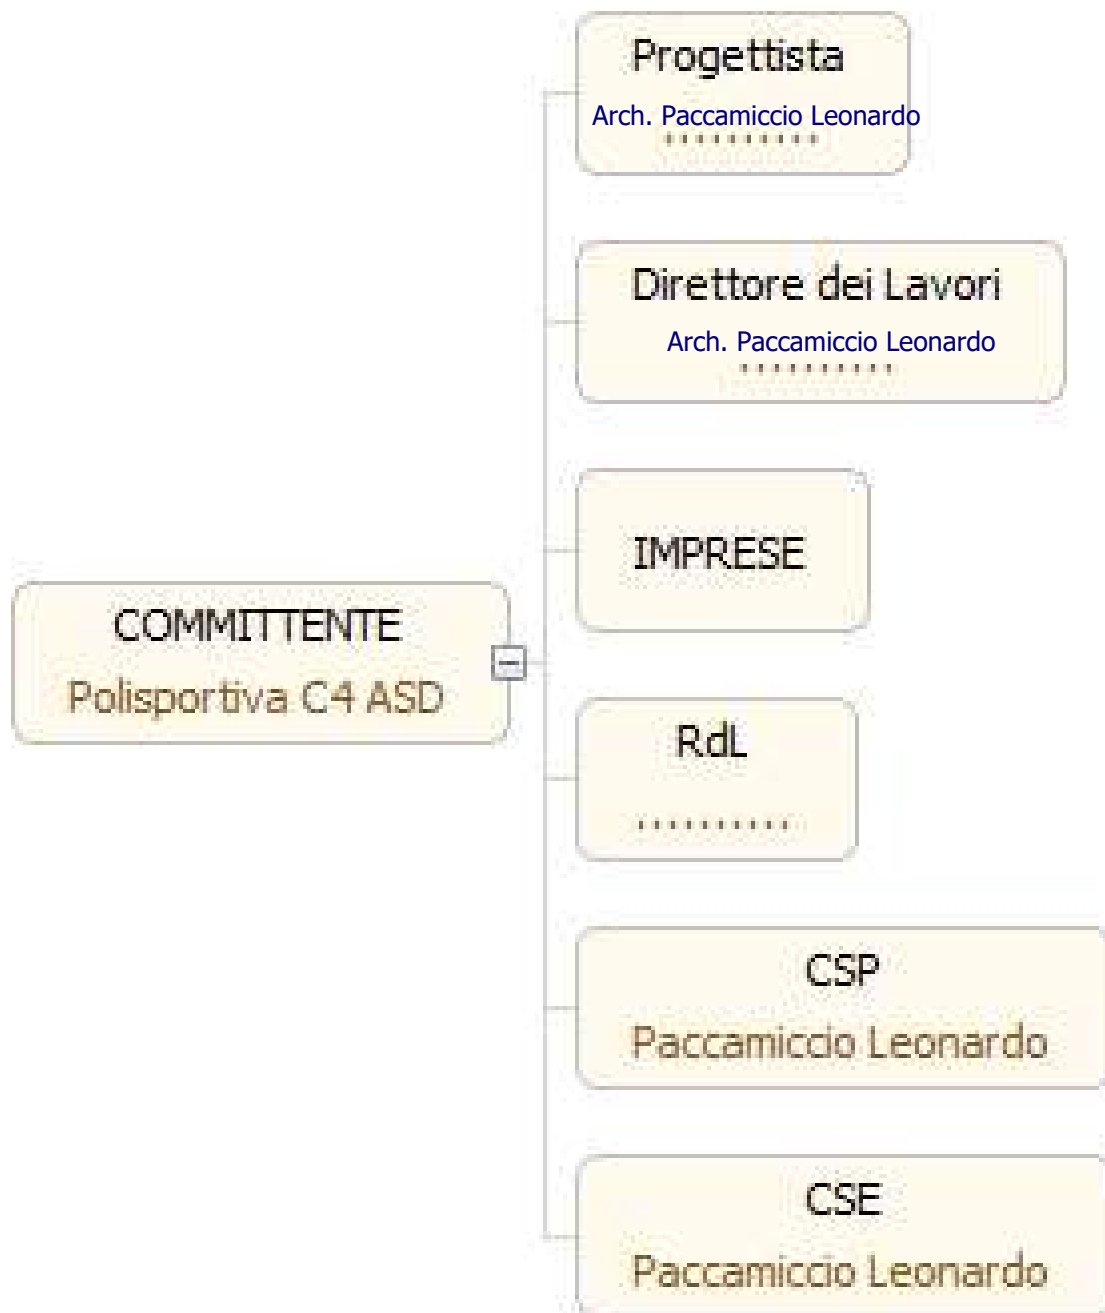 Progettista
Arch. Paccamiccio Leonardo
..........
Direttore dei Lavori
Arch. Paccamiccio Leonardo
..........
IMPRESE
COMMITTENTE
Polisportiva C4 ASD
RdL
..........
CSP
Paccamiccio Leonardo
CSE
Paccamiccio Leonardo